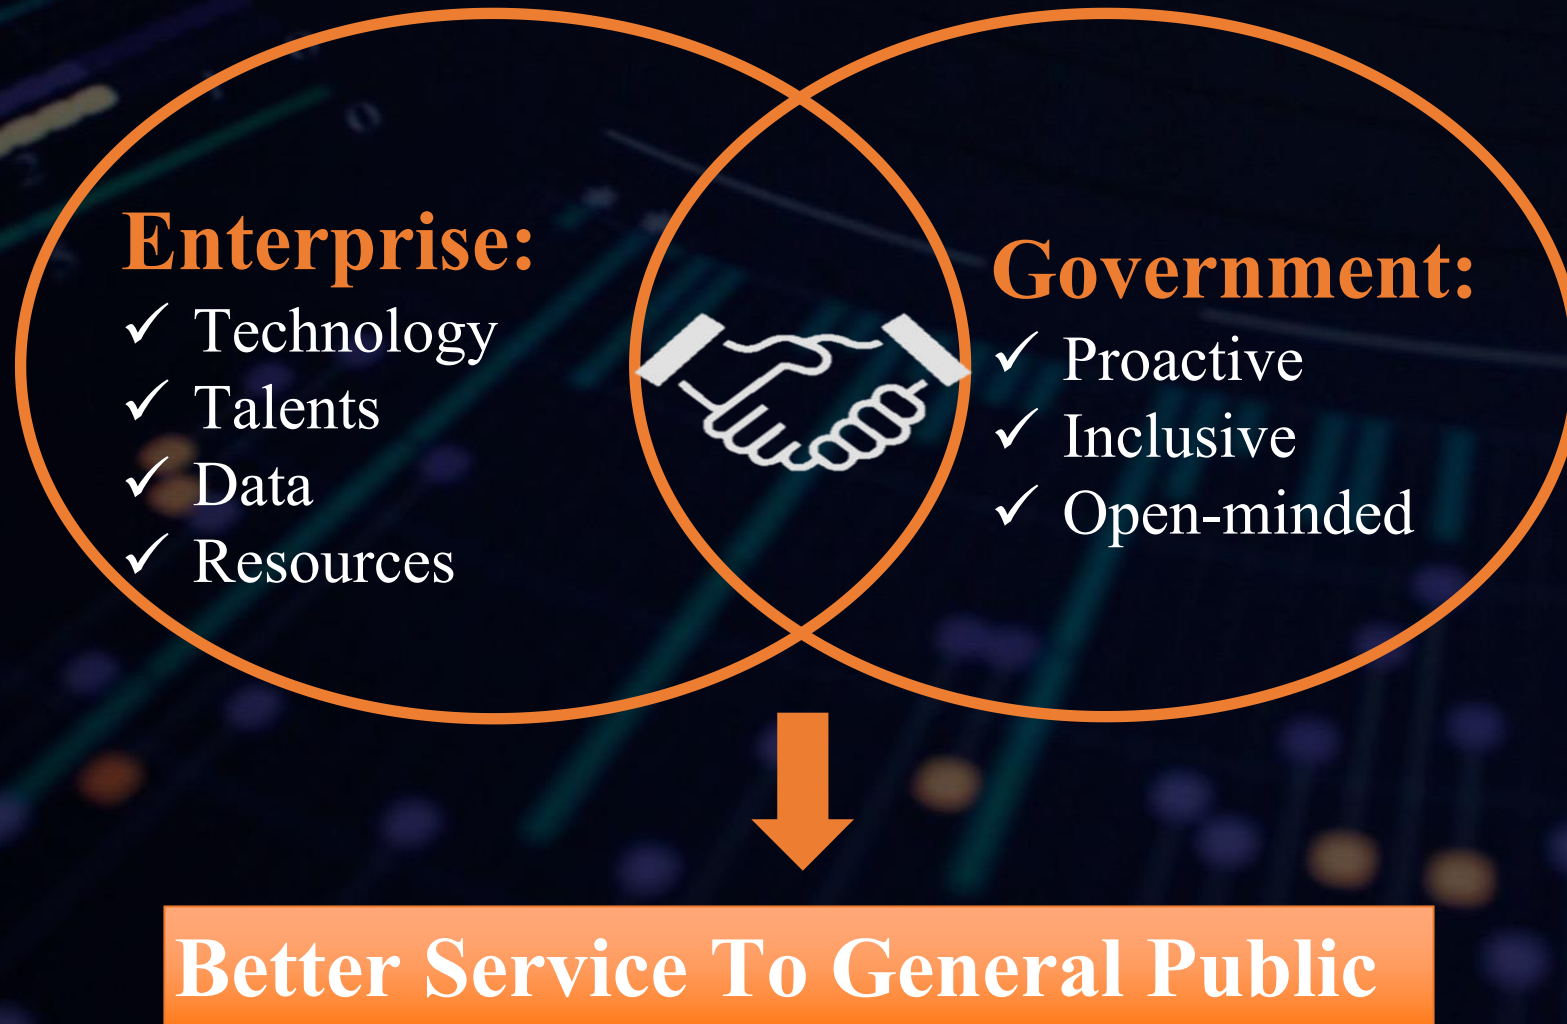 Enterprise:
✓ Technology
✓ Talents
✓ Data
✓ Resources
Government:
✓ Proactive
✓ Inclusive
✓ Open-minded
Better Service To General Public